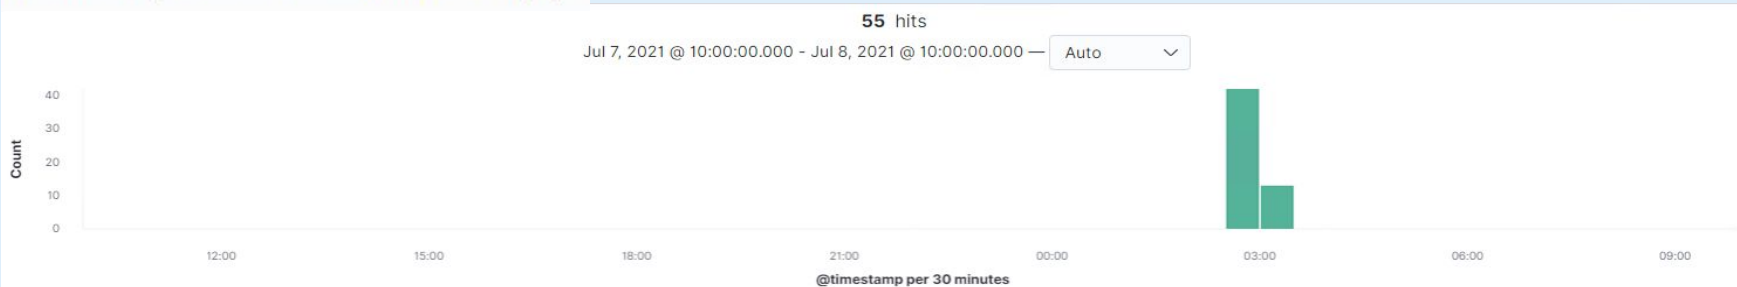 55 hits
Jul 7, 2021 @ 10:00:00.000 - Jul 8, 2021 @ 10:00:00.000 — Auto
40
30
20
10
0
Count
12:00 15:00 18:00 21:00 00:00 03:00 06:00 09:00
@timestamp per 30 minutes